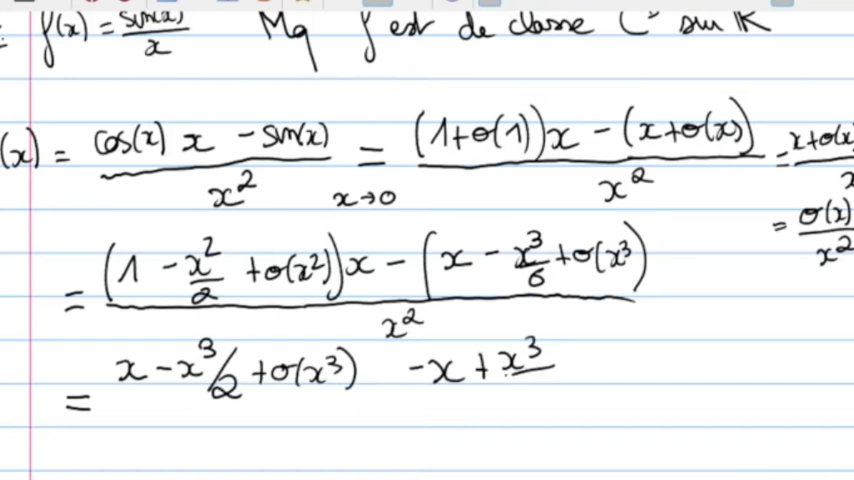 f(x) = sin(x)/x Mq f est de classe C¹ sur ℝ
(x) = (cos(x) x - sin(x))/x² =_{x→0} ((1+o(1))x - (x+o(x)))/x² = x+o(x
= o(x)/x²
= ((1 - x²/2 + o(x²))x - (x - x³/6 + o(x³))/x²
= x - x³/2 + o(x³) - x + x³